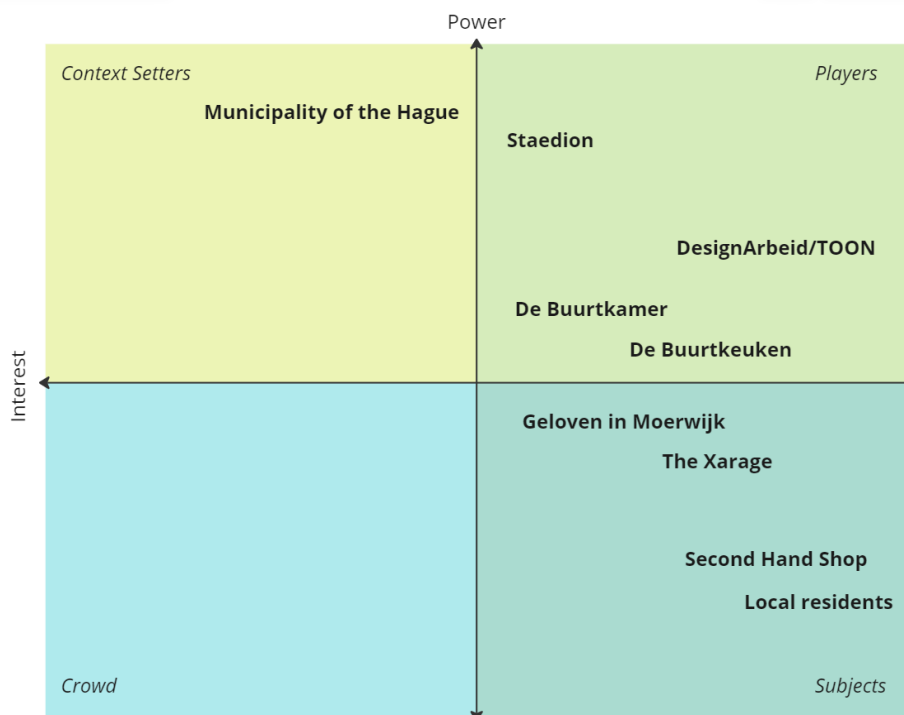 Power
Context Setters
Players
Municipality of the Hague
Staedion
DesignArbeid/TOON
De Buurtkamer
De Buurtkeuken
Interest
Geloven in Moerwijk
The Xarage
Second Hand Shop
Local residents
Crowd
Subjects